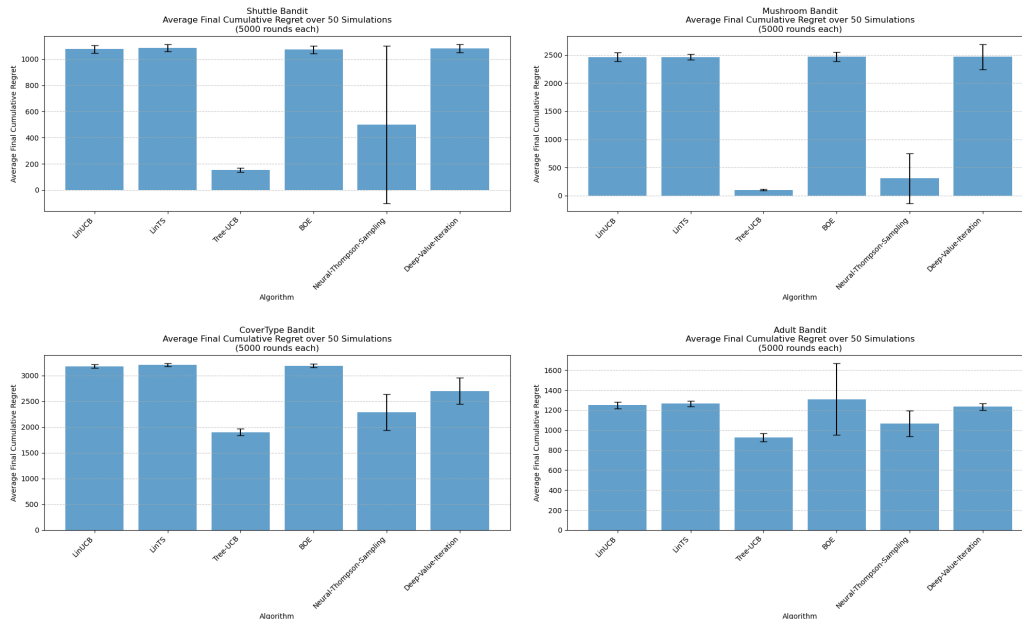 Shuttle Bandit
Average Final Cumulative Regret over 50 Simulations
(5000 rounds each)
Average Final Cumulative Regret
1000
800
600
400
200
0
LinUCB
LinTS
Tree-UCB
BOE
Neural-Thompson-Sampling
Deep-Value-Iteration
Algorithm
Mushroom Bandit
Average Final Cumulative Regret over 50 Simulations
(5000 rounds each)
Average Final Cumulative Regret
2500
2000
1500
1000
500
0
LinUCB
LinTS
Tree-UCB
BOE
Neural-Thompson-Sampling
Deep-Value-Iteration
Algorithm
CoverType Bandit
Average Final Cumulative Regret over 50 Simulations
(5000 rounds each)
Average Final Cumulative Regret
3000
2500
2000
1500
1000
500
0
LinUCB
LinTS
Tree-UCB
BOE
Neural-Thompson-Sampling
Deep-Value-Iteration
Algorithm
Adult Bandit
Average Final Cumulative Regret over 50 Simulations
(5000 rounds each)
Average Final Cumulative Regret
1600
1400
1200
1000
800
600
400
200
0
LinUCB
LinTS
Tree-UCB
BOE
Neural-Thompson-Sampling
Deep-Value-Iteration
Algorithm